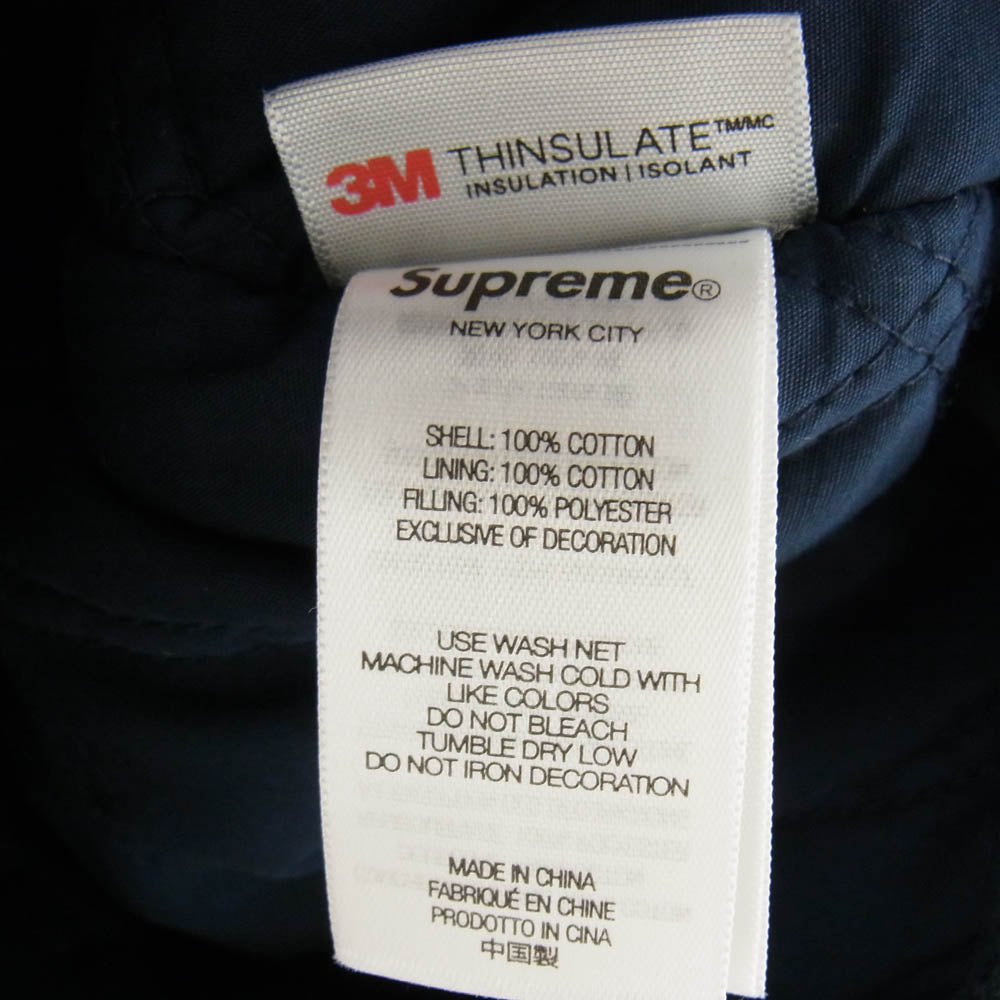 3M THINSULATE™/MC
INSULATION | ISOLANT
Supreme®
NEW YORK CITY
SHELL: 100% COTTON
LINING: 100% COTTON
FILLING: 100% POLYESTER
EXCLUSIVE OF DECORATION
USE WASH NET
MACHINE WASH COLD WITH
LIKE COLORS
DO NOT BLEACH
TUMBLE DRY LOW
DO NOT IRON DECORATION
MADE IN CHINA
FABRIQUÉ EN CHINE
PRODOTTO IN CINA
中国製